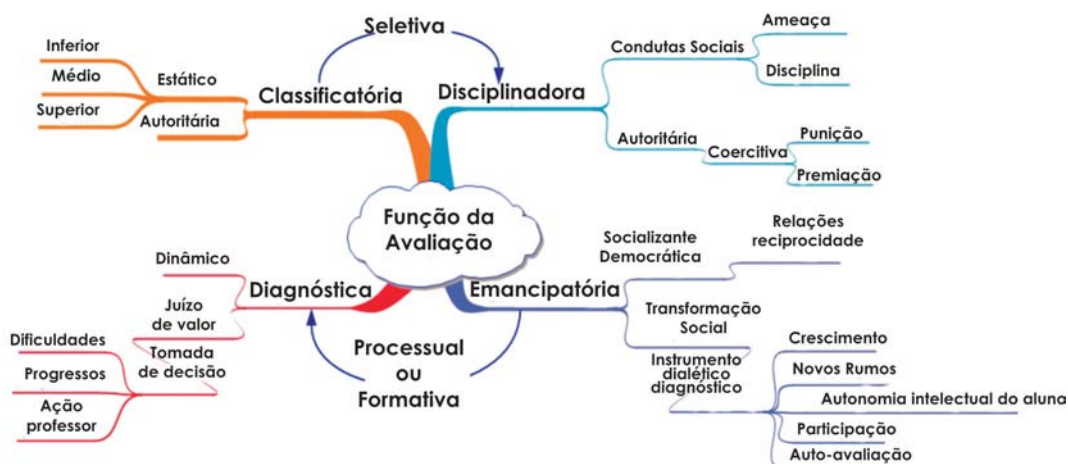 Seletiva
Ameaça
Condutas Sociais
Disciplina
Inferior
Médio
Superior
Estático
Autoritária
Classificatória
Disciplinadora
Autoritária
Coercitiva
Punição
Premiação
Função da
Avaliação
Dinâmico
Diagnóstica
Juízo
de valor
Tomada
de decisão
Dificuldades
Progressos
Ação
professor
Processual
ou
Formativa
Emancipatória
Socializante
Democrática
Relações
reciprocidade
Transformação
Social
Instrumento
dialético
diagnóstico
Crescimento
Novos Rumos
Autonomia intelectual do aluna
Participação
Auto-avaliação